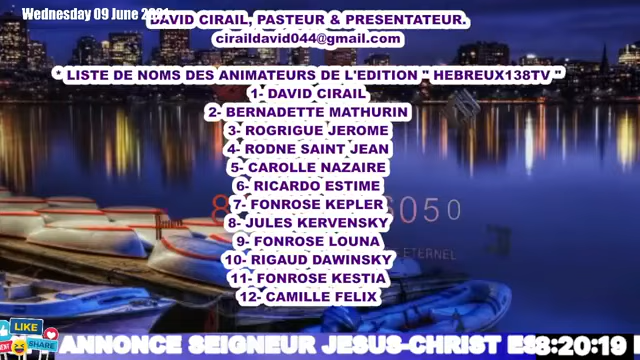 Wednesday 09 June
DAVID CIRAIL, PASTEUR & PRESENTATEUR.
ciraildavid044@gmail.com
* LISTE DE NOMS DES ANIMATEURS DE L'EDITION " HEBREUX138TV "
1- DAVID CIRAIL
2- BERNADETTE MATHURIN
3- ROGRIGUE JEROME
4- RODNE SAINT JEAN
5- CAROLLE NAZAIRE
6- RICARDO ESTIME
7- FONROSE KEPLER
8- JULES KERVENSKY
9- FONROSE LOUNA
10- RIGAUD DAWINSKY
11- FONROSE KESTIA
12- CAMILLE FELIX
6050
ETERNEL
LIKE
SHARE
ANNONCE SEIGNEUR JESUS-CHRIST
8:20:19